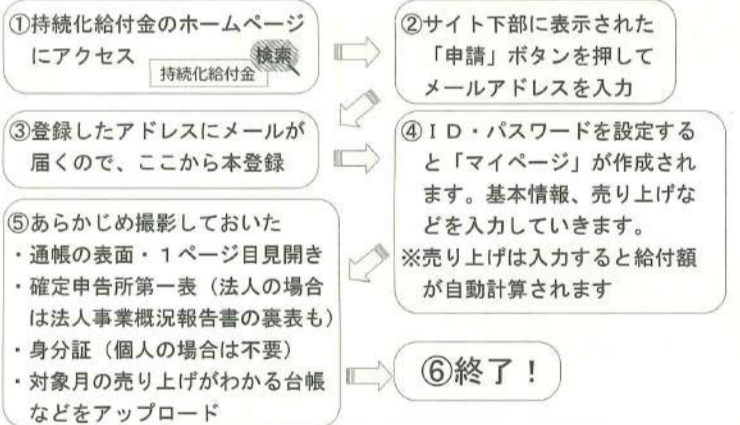 ①持続化給付金のホームページ
にアクセス
持続化給付金
検索
②サイト下部に表示された
「申請」ボタンを押して
メールアドレスを入力
③登録したアドレスにメールが
届くので、ここから本登録
④ＩＤ・パスワードを設定する
と「マイページ」が作成され
ます。基本情報、売り上げな
どを入力していきます。
※売り上げは入力すると給付額
が自動計算されます
⑤あらかじめ撮影しておいた
・通帳の表面・１ページ目見開き
・確定申告所第一表（法人の場合
は法人事業概況報告書の裏表も）
・身分証（個人の場合は不要）
・対象月の売り上げがわかる台帳
などをアップロード
⑥終了！